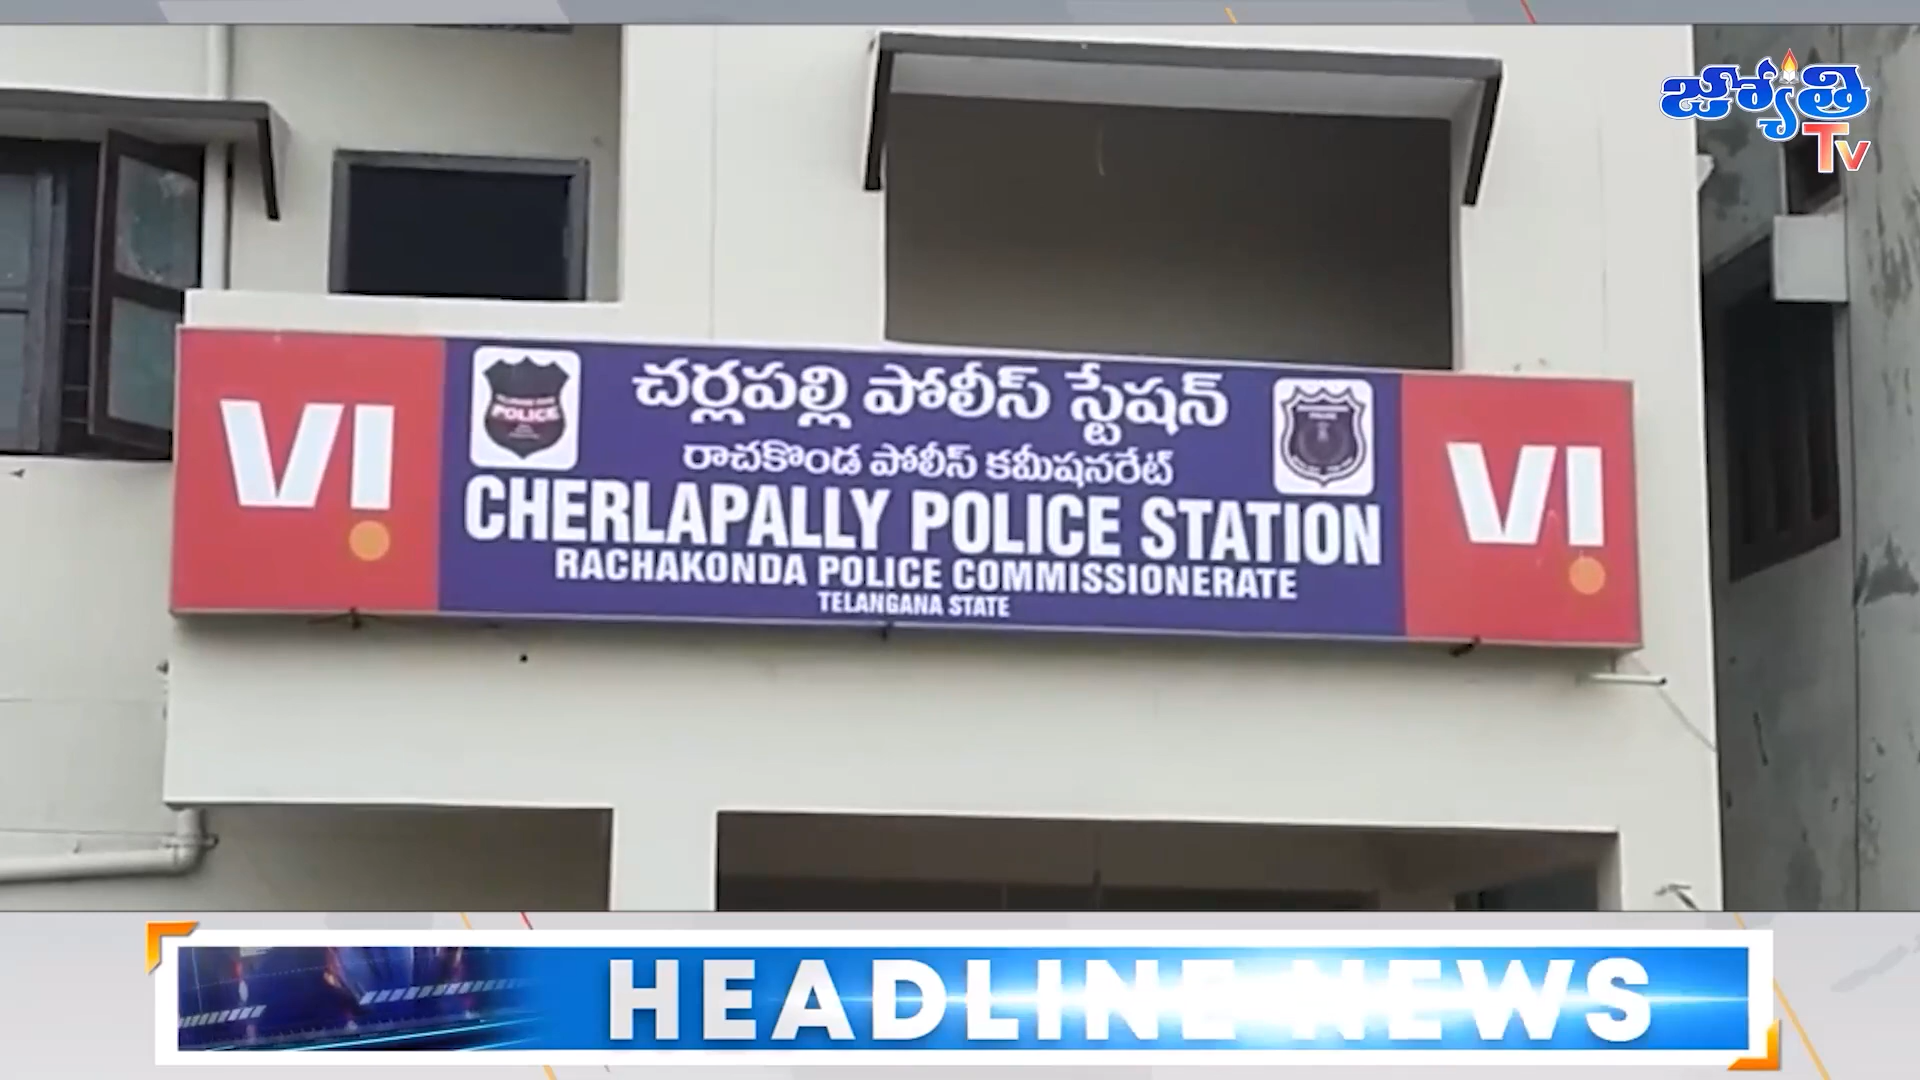 జ్యోతి
TV
VI
POLICE
చర్లపల్లి పోలీస్ స్టేషన్
రాచకొండ పోలీస్ కమీషనరేట్
CHERLAPALLY POLICE STATION
RACHAKONDA POLICE COMMISSIONERATE
TELANGANA STATE
VI
HEADLINE NEWS